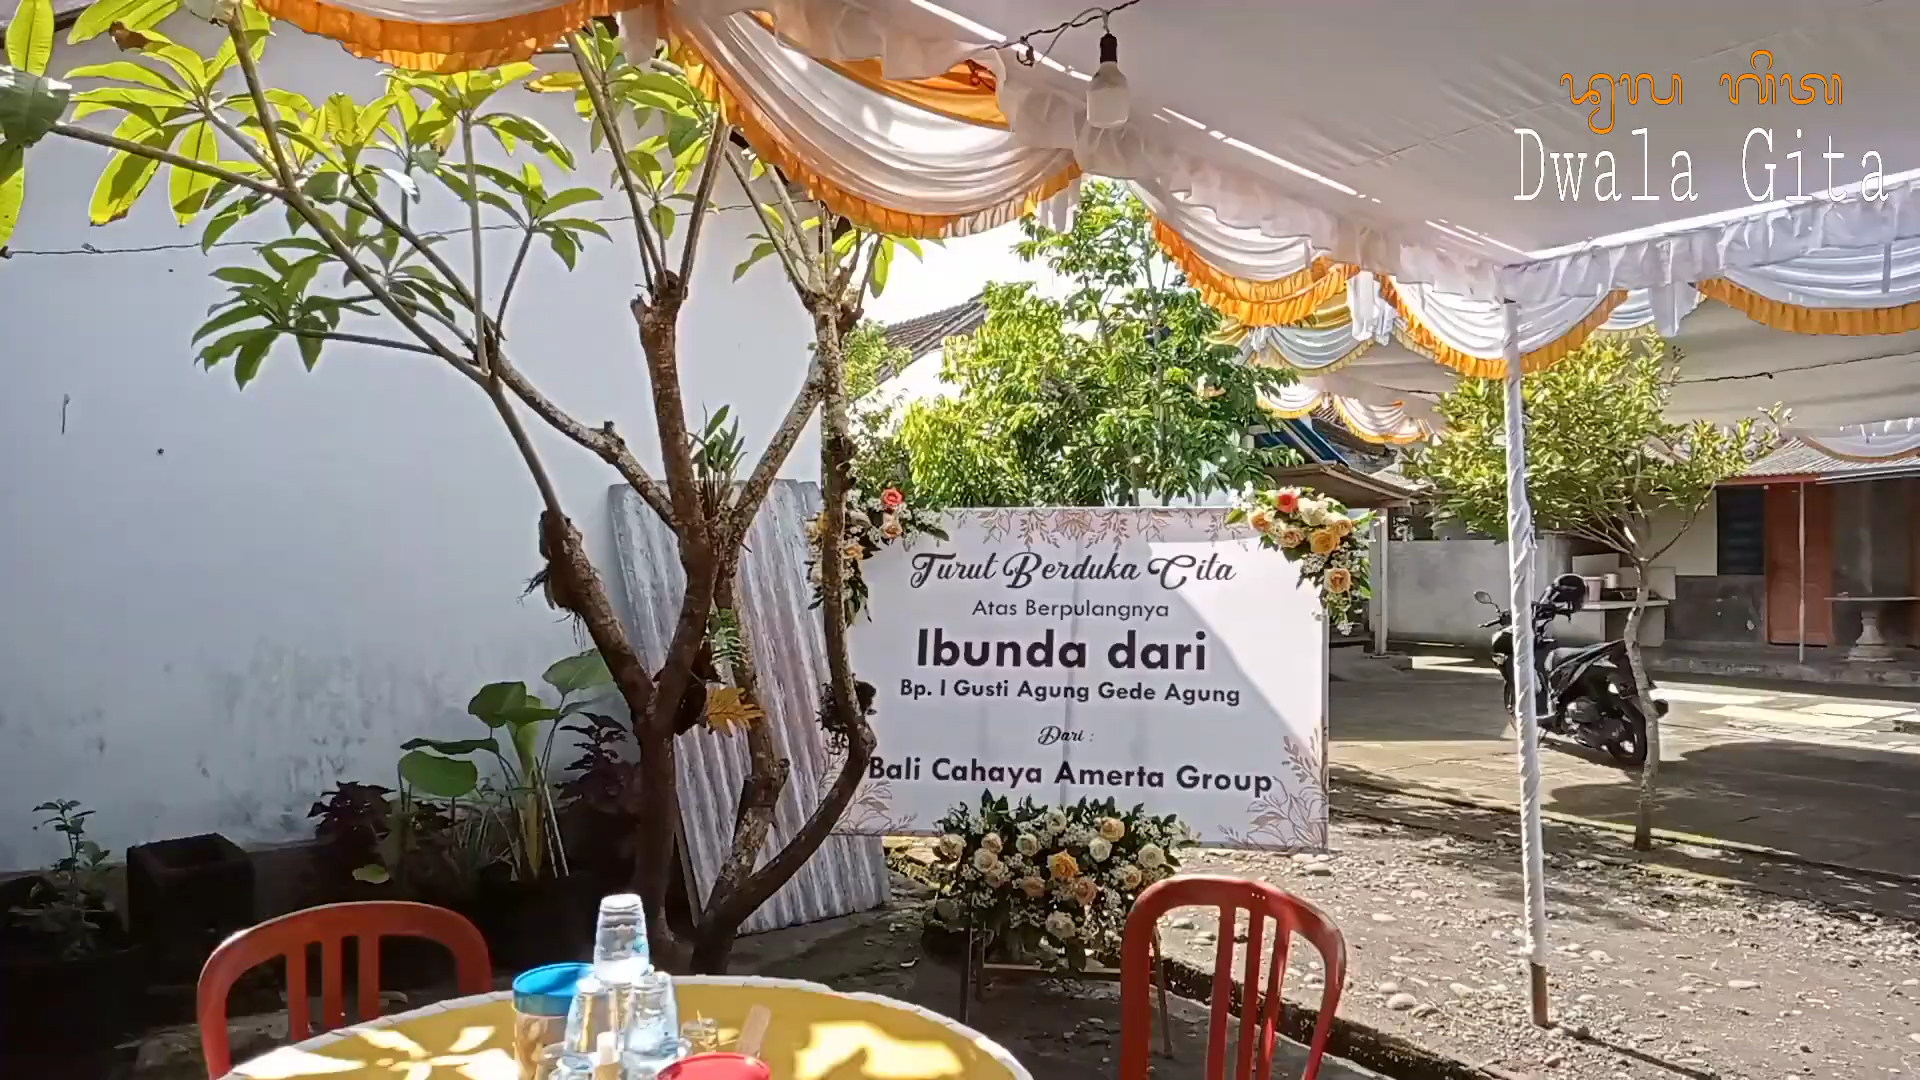 ᬤ᭄ᬯᬮ ᬕᬷᬢ
Dwala Gita
Turut Berduka Cita
Atas Berpulangnya
Ibunda dari
Bp. I Gusti Agung Gede Agung
Dari :
Bali Cahaya Amerta Group